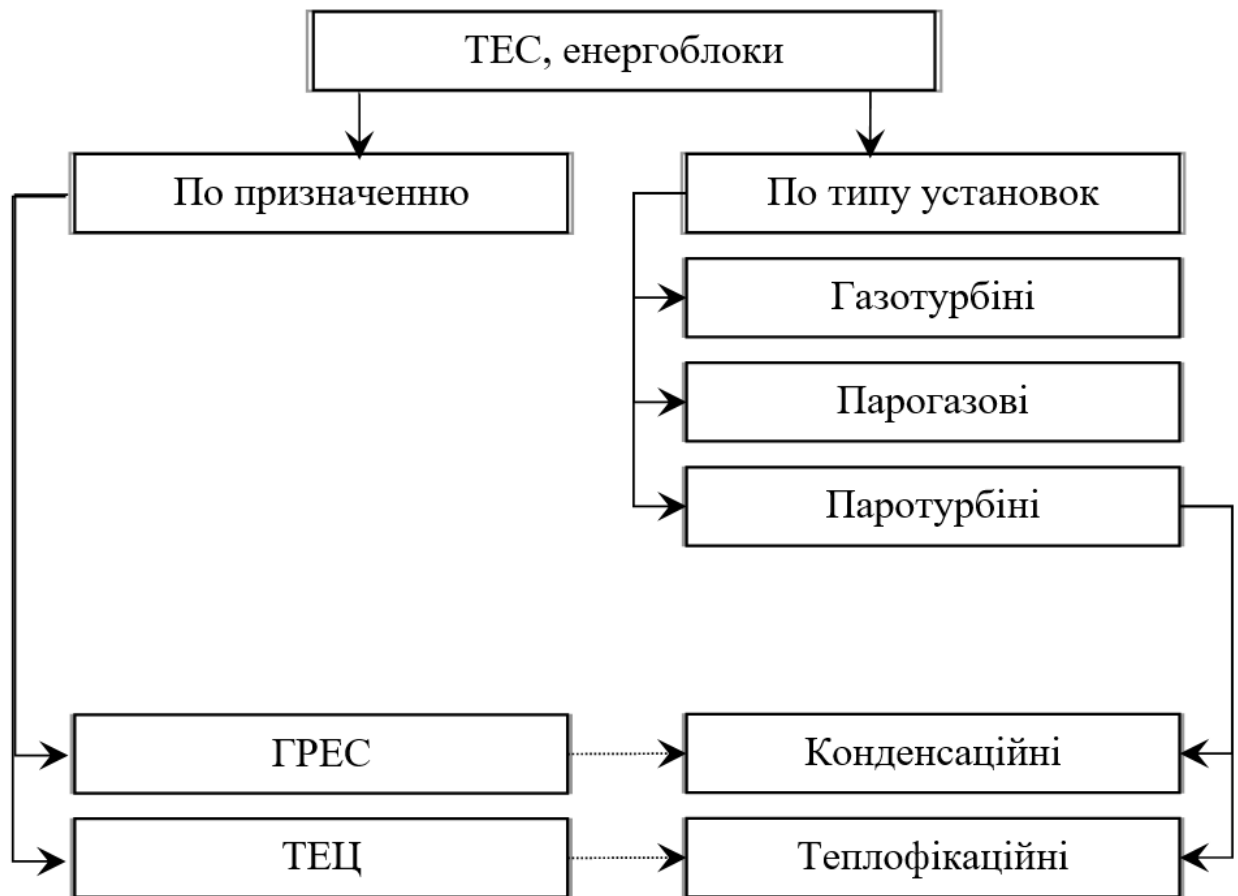 ТЕС, енергоблоки
По призначенню
По типу установок
Газотурбіні
Парогазові
Паротурбіні
ГРЕС
Конденсаційні
ТЕЦ
Теплофікаційні